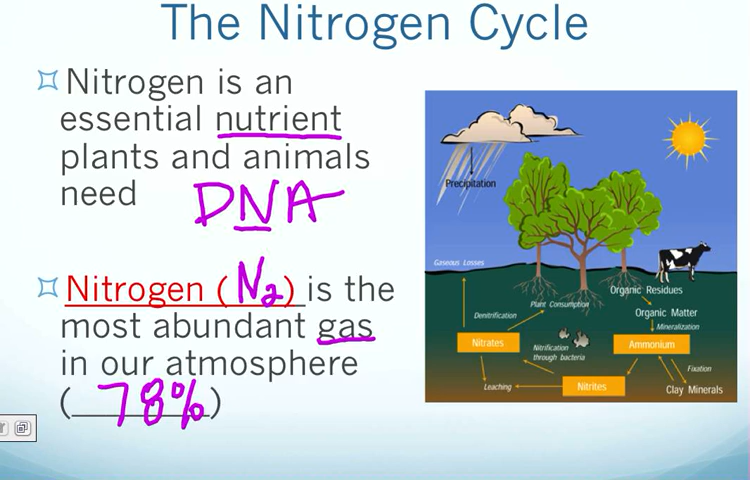 The Nitrogen Cycle
Nitrogen is an
essential nutrient
plants and animals
need DNA
Nitrogen (N2) is the
most abundant gas
in our atmosphere
(78%)
Precipitation
Gaseous Losses
Plant Consumption
Organic Residues
Denitrification
Organic Matter
Mineralization
Nitrates
Nitrification
through bacteria
Ammonium
Fixation
Leaching
Nitrites
Clay Minerals